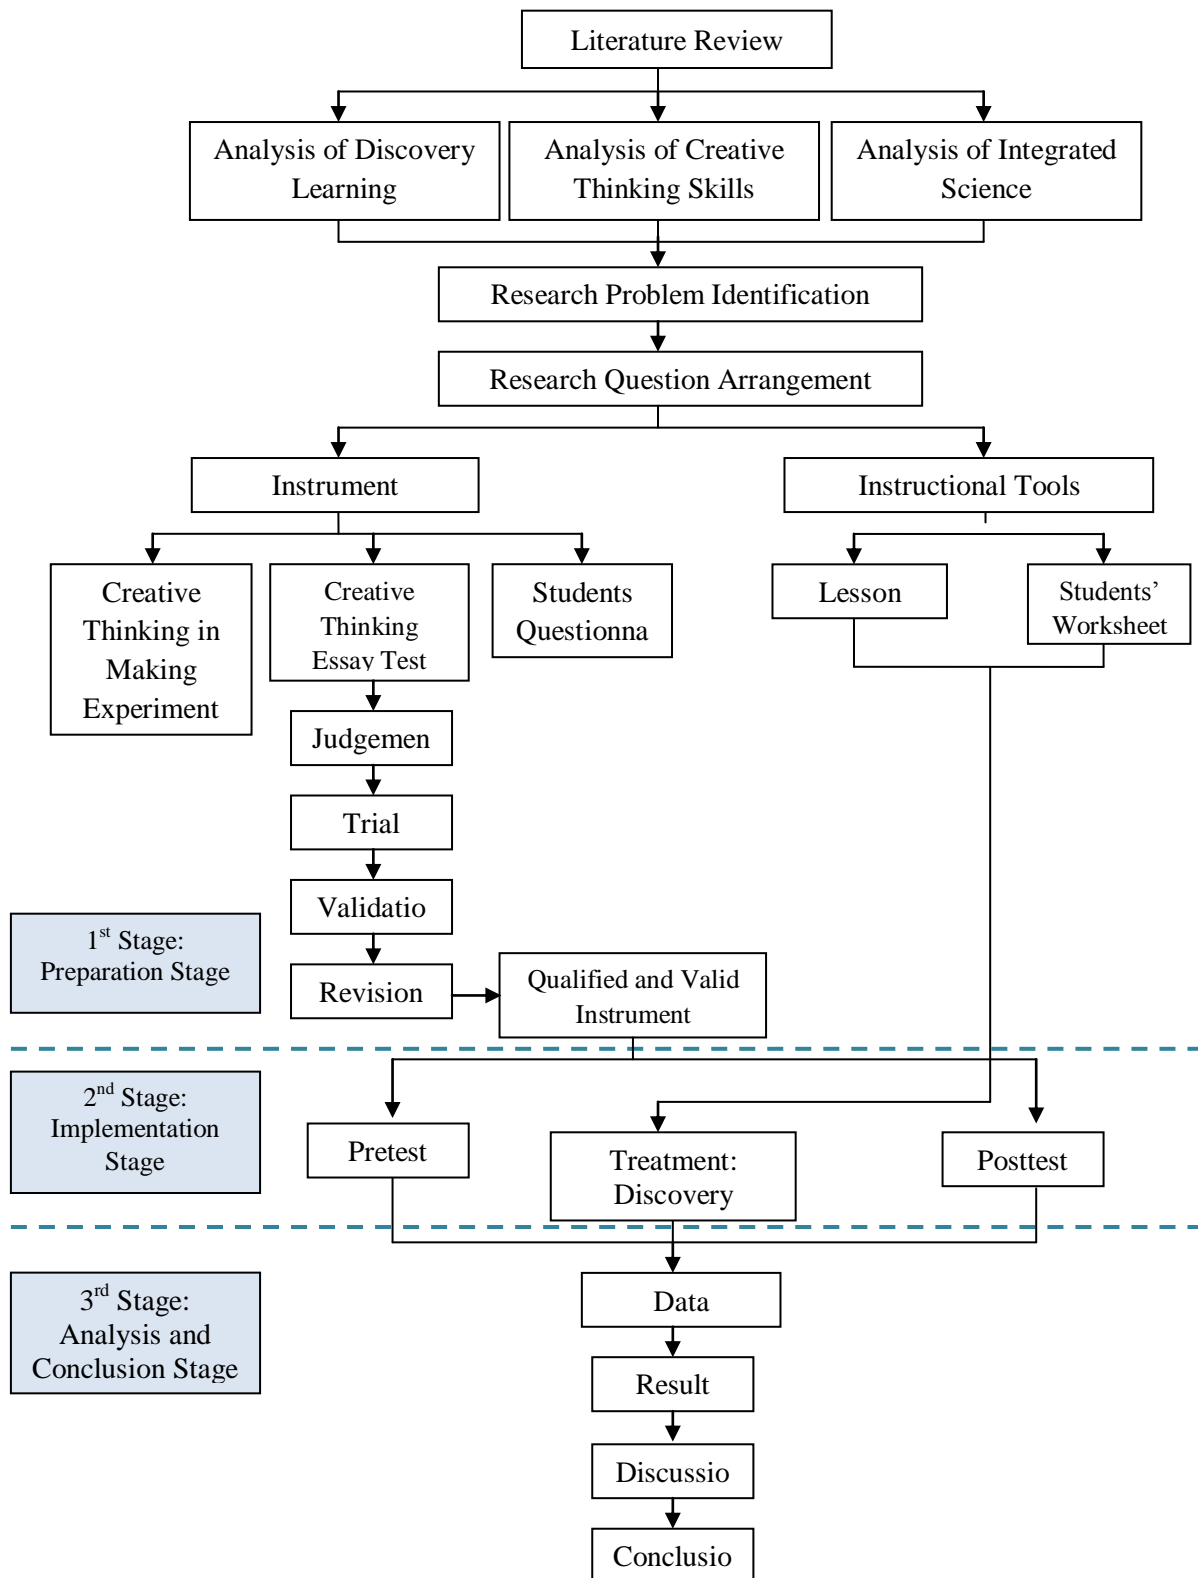 Literature Review
Analysis of Discovery
Learning
Analysis of Creative
Thinking Skills
Analysis of Integrated
Science
Research Problem Identification
Research Question Arrangement
Instrument
Instructional Tools
Creative
Thinking in
Making
Experiment
Creative
Thinking
Essay Test
Students
Questionna
Lesson
Students’
Worksheet
Judgemen
Trial
Validatio
1st Stage:
Preparation Stage
Revision
Qualified and Valid
Instrument
2nd Stage:
Implementation
Stage
Pretest
Treatment:
Discovery
Posttest
3rd Stage:
Analysis and
Conclusion Stage
Data
Result
Discussio
Conclusio